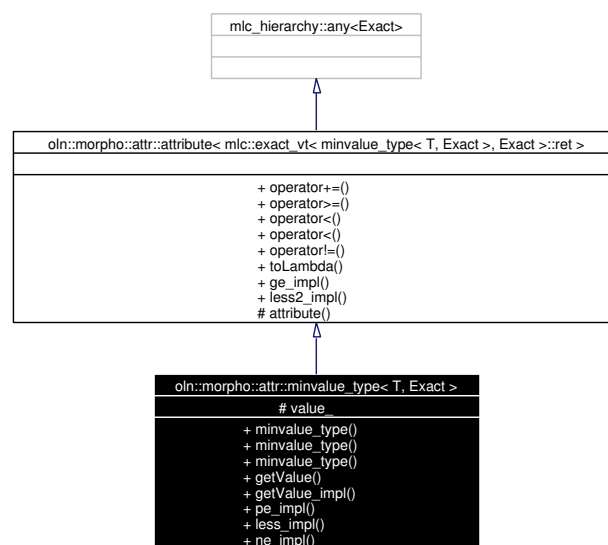 mlc_hierarchy::any<Exact>
oln::morpho::attr::attribute< mlc::exact_vt< minvalue_type< T, Exact >, Exact >::ret >
+ operator+=()
+ operator>=()
+ operator<()
+ operator<()
+ operator!=()
+ toLambda()
+ ge_impl()
+ less2_impl()
# attribute()
oln::morpho::attr::minvalue_type< T, Exact >
# value_
+ minvalue_type()
+ minvalue_type()
+ minvalue_type()
+ getValue()
+ getValue_impl()
+ pe_impl()
+ less_impl()
+ ne_impl()